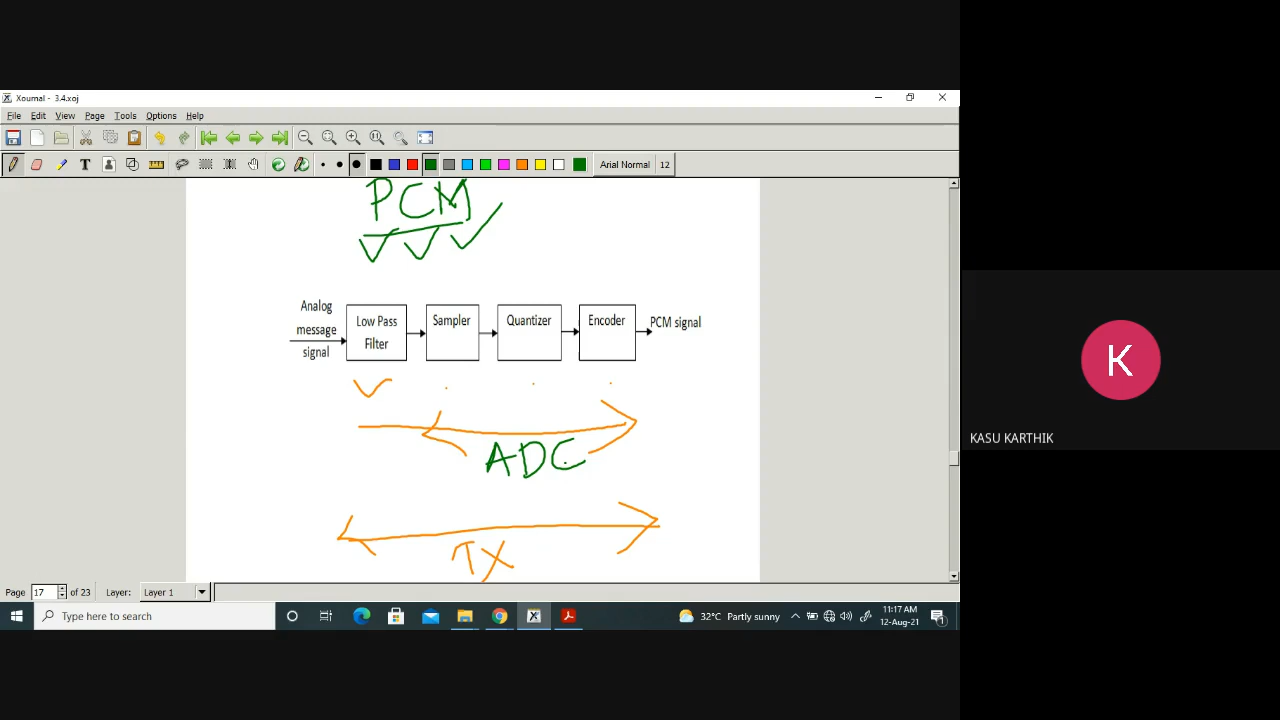 Xournal - 3.4.xoj
File Edit View Page Tools Options Help
Arial Normal 12
PCM
Analog message signal
Low Pass Filter
Sampler
Quantizer
Encoder
PCM signal
ADC
TX
Page 17 of 23 Layer: Layer 1
Type here to search
32°C Partly sunny
11:17 AM
12-Aug-21
1
K
KASU KARTHIK